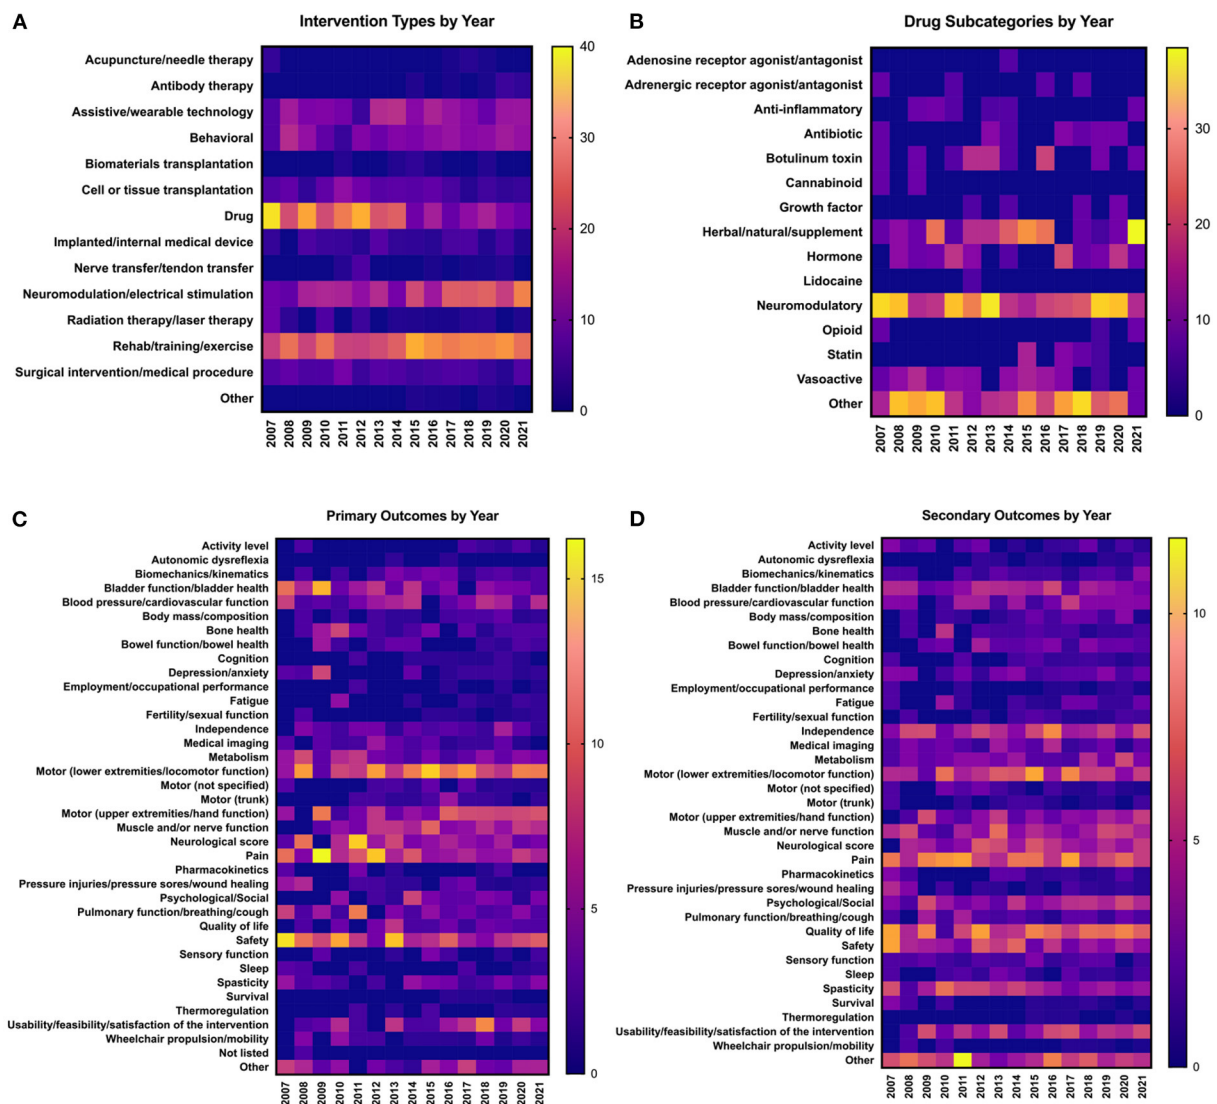 A
Intervention Types by Year
Acupuncture/needle therapy
Antibody therapy
Assistive/wearable technology
Behavioral
Biomaterials transplantation
Cell or tissue transplantation
Drug
Implanted/internal medical device
Nerve transfer/tendon transfer
Neuromodulation/electrical stimulation
Radiation therapy/laser therapy
Rehab/training/exercise
Surgical intervention/medical procedure
Other
2007 2008 2009 2010 2011 2012 2013 2014 2015 2016 2017 2018 2019 2020 2021
40
30
20
10
0
B
Drug Subcategories by Year
Adenosine receptor agonist/antagonist
Adrenergic receptor agonist/antagonist
Anti-inflammatory
Antibiotic
Botulinum toxin
Cannabinoid
Growth factor
Herbal/natural/supplement
Hormone
Lidocaine
Neuromodulatory
Opioid
Statin
Vasoactive
Other
2007 2008 2009 2010 2011 2012 2013 2014 2015 2016 2017 2018 2019 2020 2021
30
20
10
0
C
Primary Outcomes by Year
Activity level
Autonomic dysreflexia
Biomechanics/kinematics
Bladder function/bladder health
Blood pressure/cardiovascular function
Body mass/composition
Bone health
Bowel function/bowel health
Cognition
Depression/anxiety
Employment/occupational performance
Fatigue
Fertility/sexual function
Independence
Medical imaging
Metabolism
Motor (lower extremities/locomotor function)
Motor (not specified)
Motor (trunk)
Motor (upper extremities/hand function)
Muscle and/or nerve function
Neurological score
Pain
Pharmacokinetics
Pressure injuries/pressure sores/wound healing
Psychological/Social
Pulmonary function/breathing/cough
Quality of life
Safety
Sensory function
Sleep
Spasticity
Survival
Thermoregulation
Usability/feasibility/satisfaction of the intervention
Wheelchair propulsion/mobility
Not listed
Other
2007 2008 2009 2010 2011 2012 2013 2014 2015 2016 2017 2018 2019 2020 2021
15
10
5
0
D
Secondary Outcomes by Year
Activity level
Autonomic dysreflexia
Biomechanics/kinematics
Bladder function/bladder health
Blood pressure/cardiovascular function
Body mass/composition
Bone health
Bowel function/bowel health
Cognition
Depression/anxiety
Employment/occupational performance
Fatigue
Fertility/sexual function
Independence
Medical imaging
Metabolism
Motor (lower extremities/locomotor function)
Motor (not specified)
Motor (trunk)
Motor (upper extremities/hand function)
Muscle and/or nerve function
Neurological score
Pain
Pharmacokinetics
Pressure injuries/pressure sores/wound healing
Psychological/Social
Pulmonary function/breathing/cough
Quality of life
Safety
Sensory function
Sleep
Spasticity
Survival
Thermoregulation
Usability/feasibility/satisfaction of the intervention
Wheelchair propulsion/mobility
Other
2007 2008 2009 2010 2011 2012 2013 2014 2015 2016 2017 2018 2019 2020 2021
10
5
0